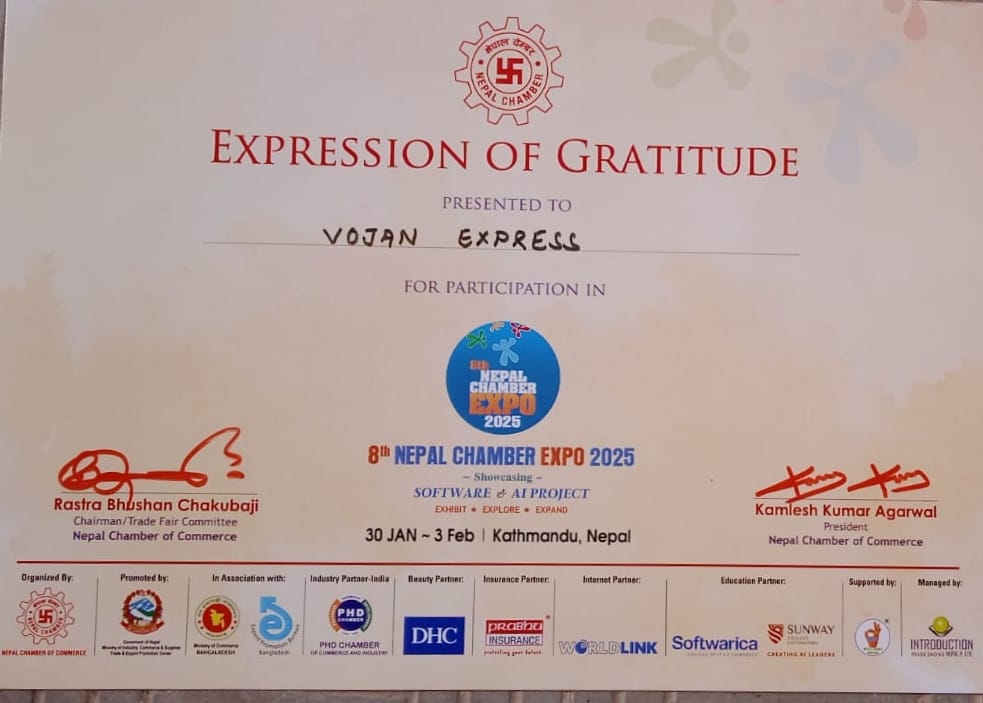 नेपाल चेम्बर
NEPAL CHAMBER
EXPRESSION OF GRATITUDE
PRESENTED TO
VOJAN EXPRESS
FOR PARTICIPATION IN
8th
NEPAL
CHAMBER
EXPO
2025
8th NEPAL CHAMBER EXPO 2025
~ Showcasing ~
SOFTWARE & AI PROJECT
EXHIBIT ★ EXPLORE ★ EXPAND
30 JAN ~ 3 Feb | Kathmandu, Nepal
Rastra Bhushan Chakubaji
Chairman/Trade Fair Committee
Nepal Chamber of Commerce
Kamlesh Kumar Agarwal
President
Nepal Chamber of Commerce
Organized By:
NEPAL CHAMBER OF COMMERCE
Promoted by:
Government of Nepal
Ministry of Industry, Commerce & Supplies
Trade & Export Promotion Center
In Association with:
Ministry of Commerce
BANGLADESH
Export Promotion Bureau
Bangladesh
Industry Partner-India
PHD
CHAMBER
PHD CHAMBER
OF COMMERCE AND INDUSTRY
Beauty Partner:
DHC
Insurance Partner:
prabhu
INSURANCE
protecting your future..
Internet Partner:
WORLDLINK
Education Partner:
Softwarica
SUNWAY
CREATING AI LEADERS
Supported by:
Managed by:
INTRODUCTION
TRADE SHOWS NEPAL P. LTD.